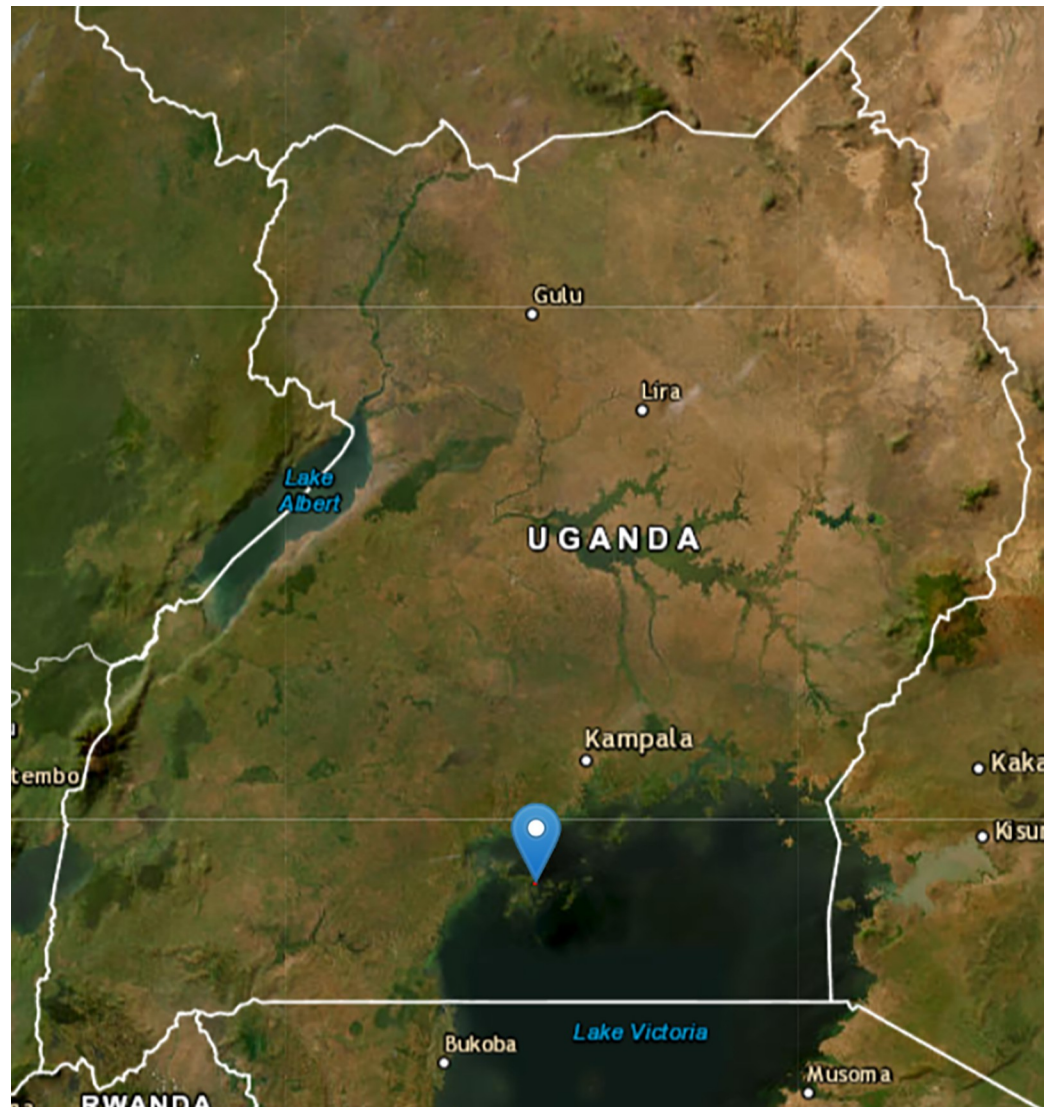 Gulu
Lira
Lake
Albert
UGANDA
Kampala
Kaka
tembo
Kisu
Lake Victoria
Bukoba
Musoma
RWANDA